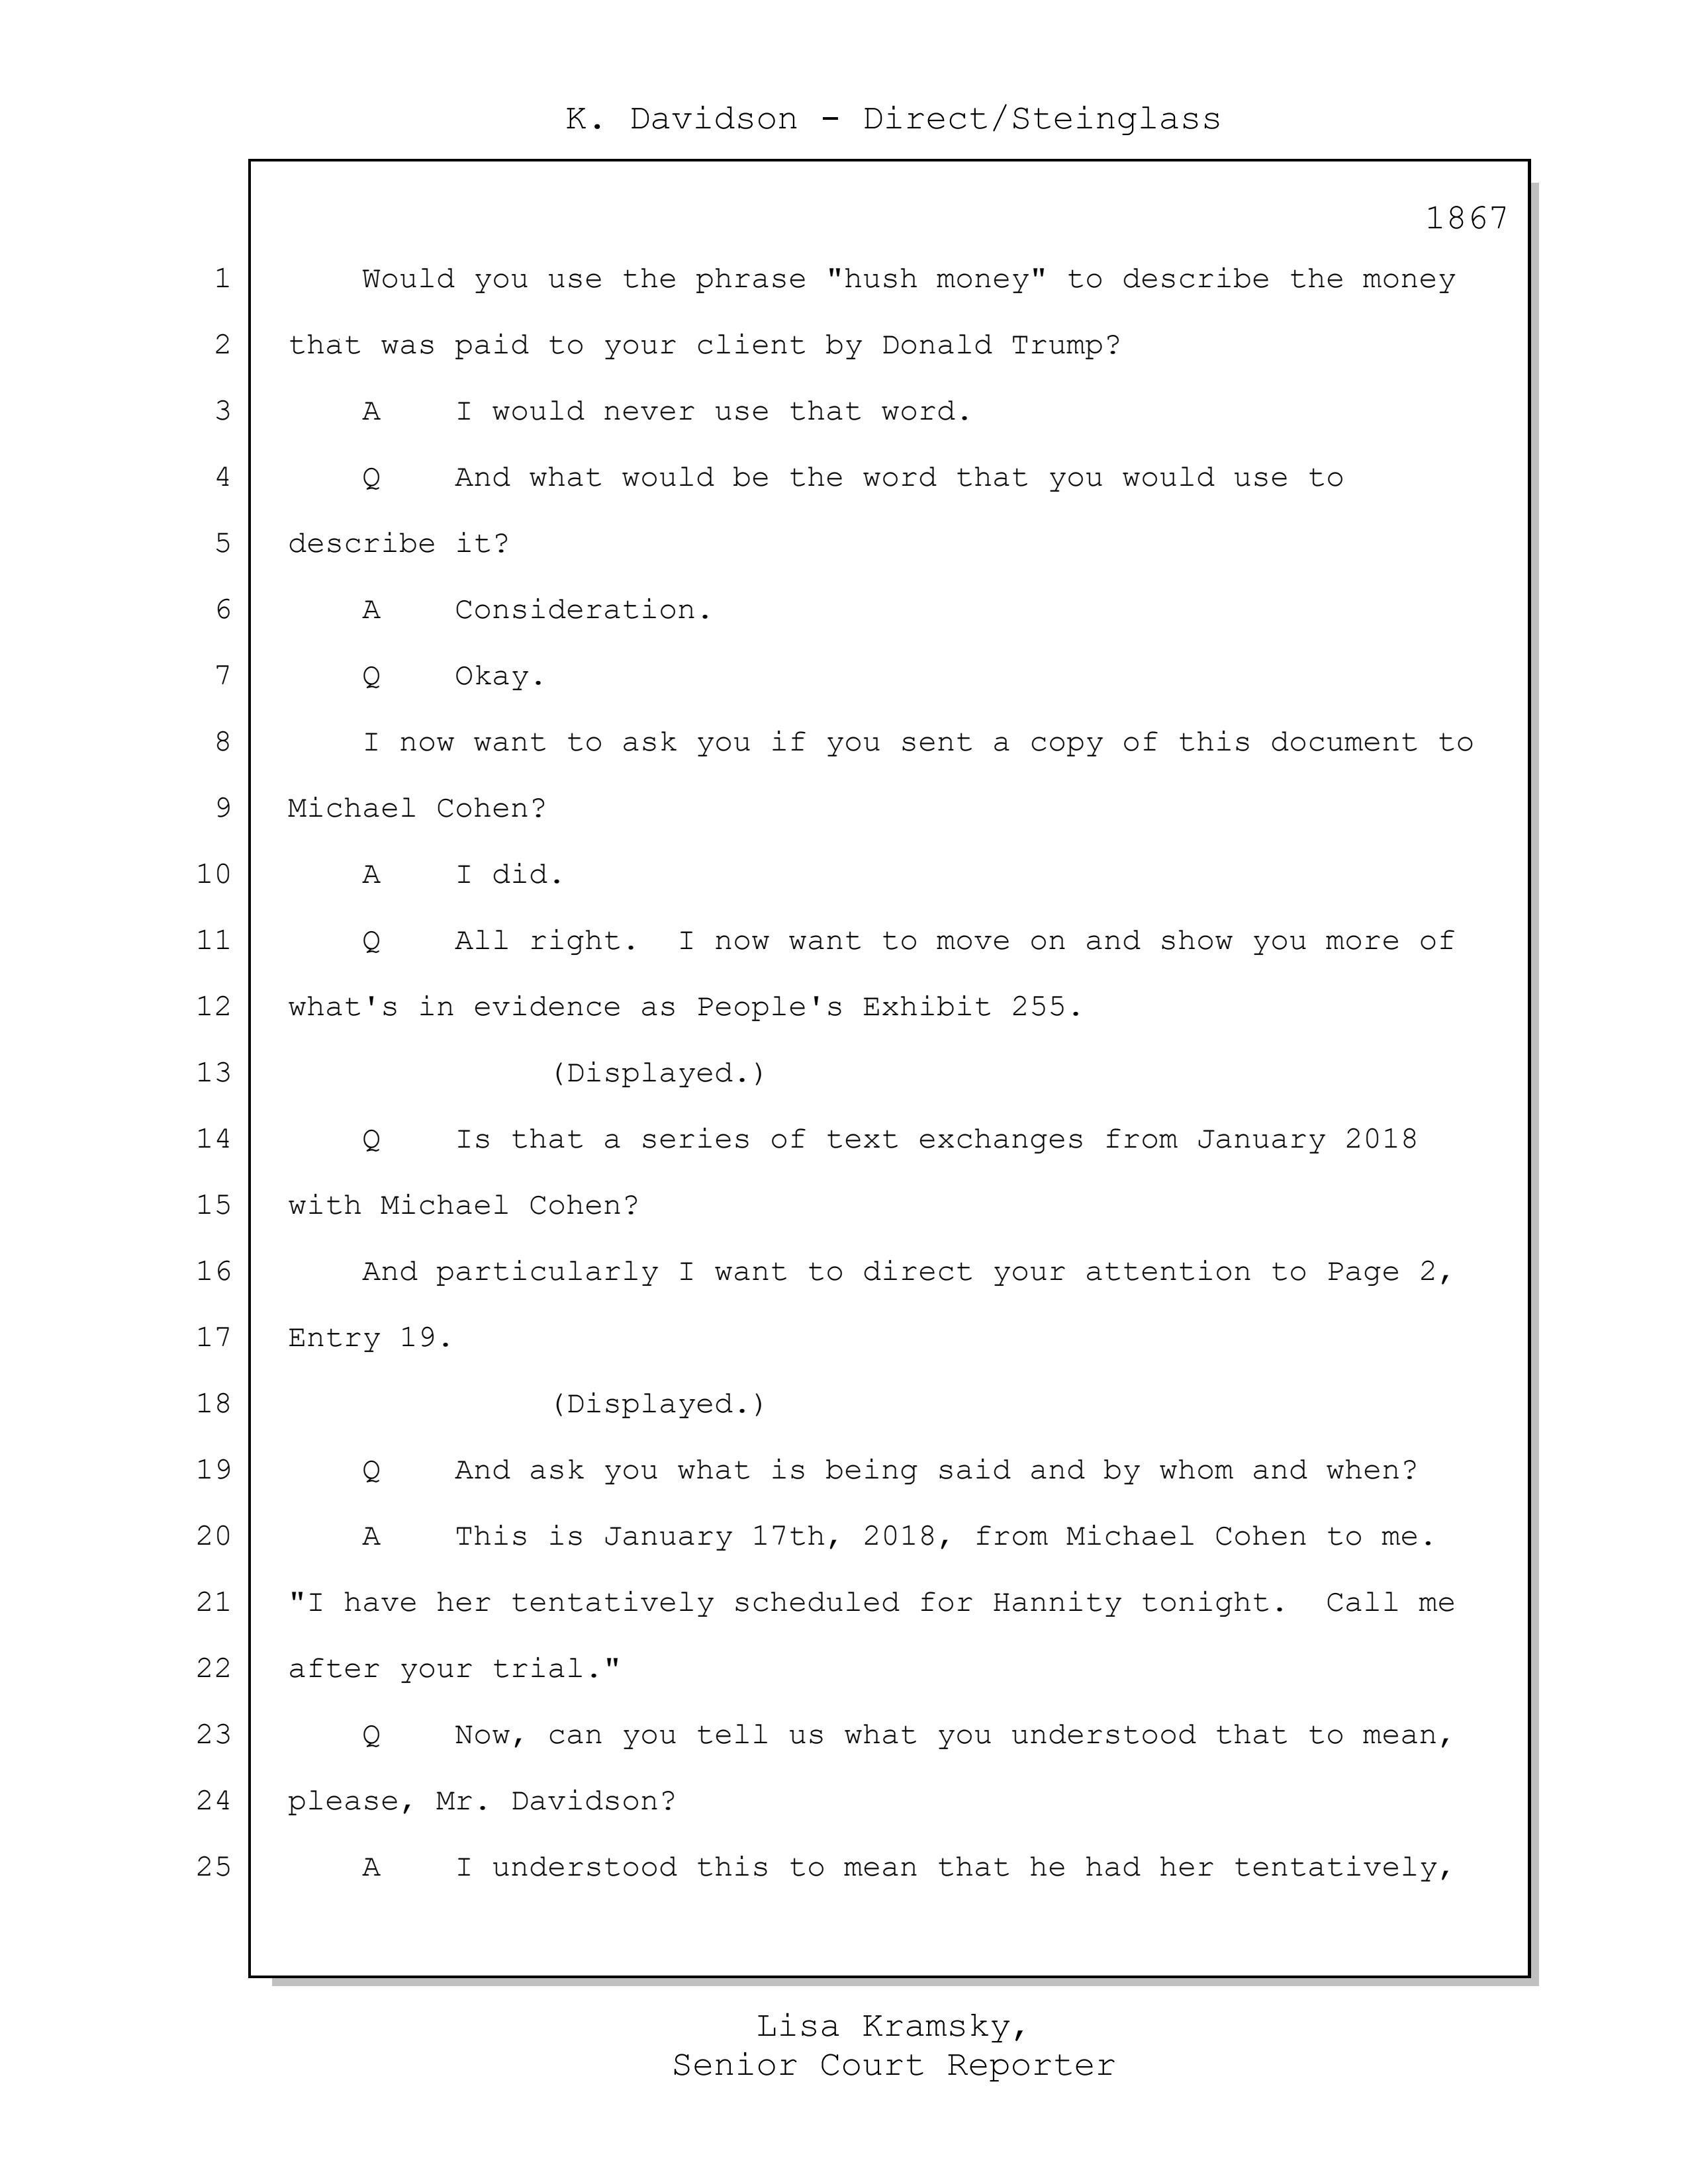 K. Davidson - Direct/Steinglass
1867
1 Would you use the phrase "hush money" to describe the money
2 that was paid to your client by Donald Trump?
3 A I would never use that word.
4 Q And what would be the word that you would use to
5 describe it?
6 A Consideration.
7 Q Okay.
8 I now want to ask you if you sent a copy of this document to
9 Michael Cohen?
10 A I did.
11 Q All right. I now want to move on and show you more of
12 what's in evidence as People's Exhibit 255.
13 (Displayed.)
14 Q Is that a series of text exchanges from January 2018
15 with Michael Cohen?
16 And particularly I want to direct your attention to Page 2,
17 Entry 19.
18 (Displayed.)
19 Q And ask you what is being said and by whom and when?
20 A This is January 17th, 2018, from Michael Cohen to me.
21 "I have her tentatively scheduled for Hannity tonight. Call me
22 after your trial."
23 Q Now, can you tell us what you understood that to mean,
24 please, Mr. Davidson?
25 A I understood this to mean that he had her tentatively,
Lisa Kramsky,
Senior Court Reporter